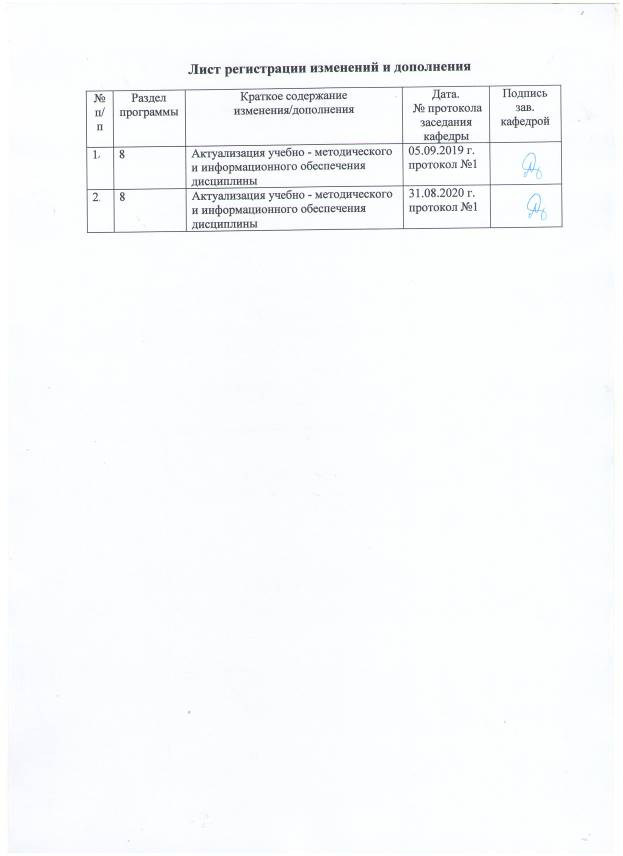 Лист регистрации изменений и дополнения
№ п/п Раздел программы Краткое содержание изменения/дополнения Дата. № протокола заседания кафедры Подпись зав. кафедрой
1. 8 Актуализация учебно - методического 05.09.2019 г.
и информационного обеспечения протокол №1
дисциплины
2. 8 Актуализация учебно - методического 31.08.2020 г.
и информационного обеспечения протокол №1
дисциплины